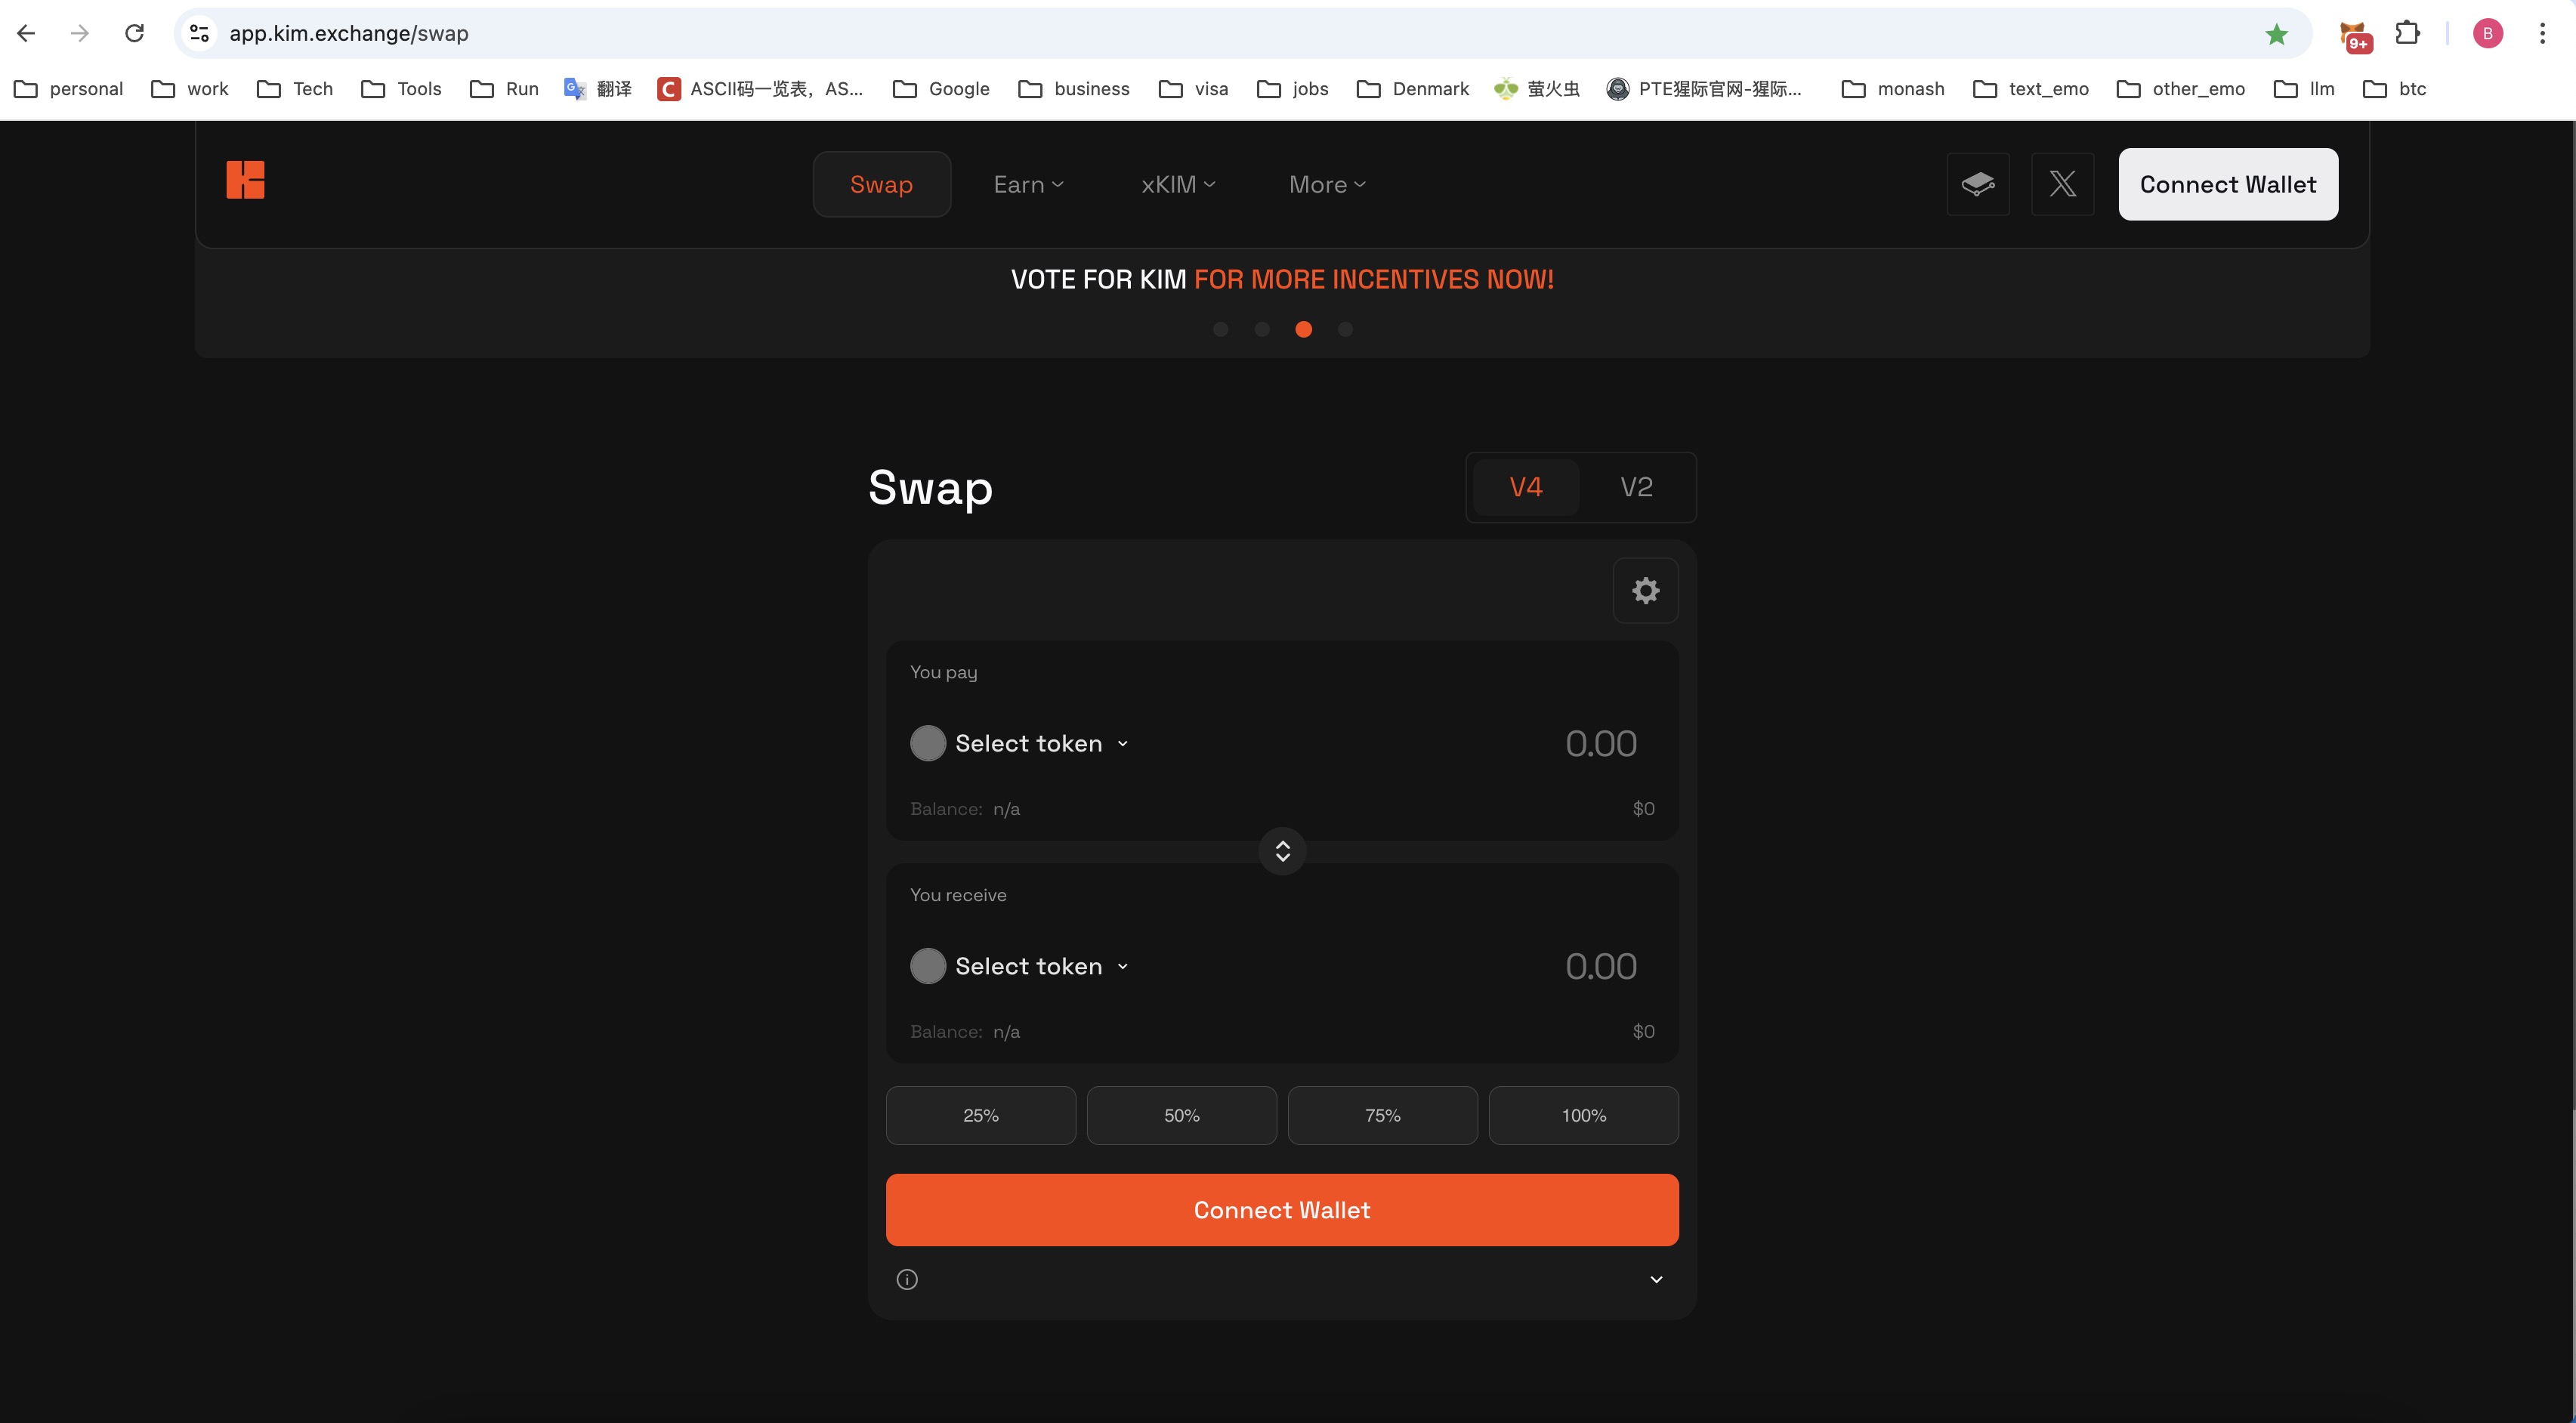 app.kim.exchange/swap
9+
B
personal work Tech Tools Run 翻译 ASCII码一览表，AS... Google business visa jobs Denmark 萤火虫 PTE猩际官网-猩际... monash text_emo other_emo llm btc
Swap Earn xKIM More Connect Wallet
VOTE FOR KIM FOR MORE INCENTIVES NOW!
Swap V4 V2
You pay
Select token 0.00
Balance: n/a $0
You receive
Select token 0.00
Balance: n/a $0
25% 50% 75% 100%
Connect Wallet